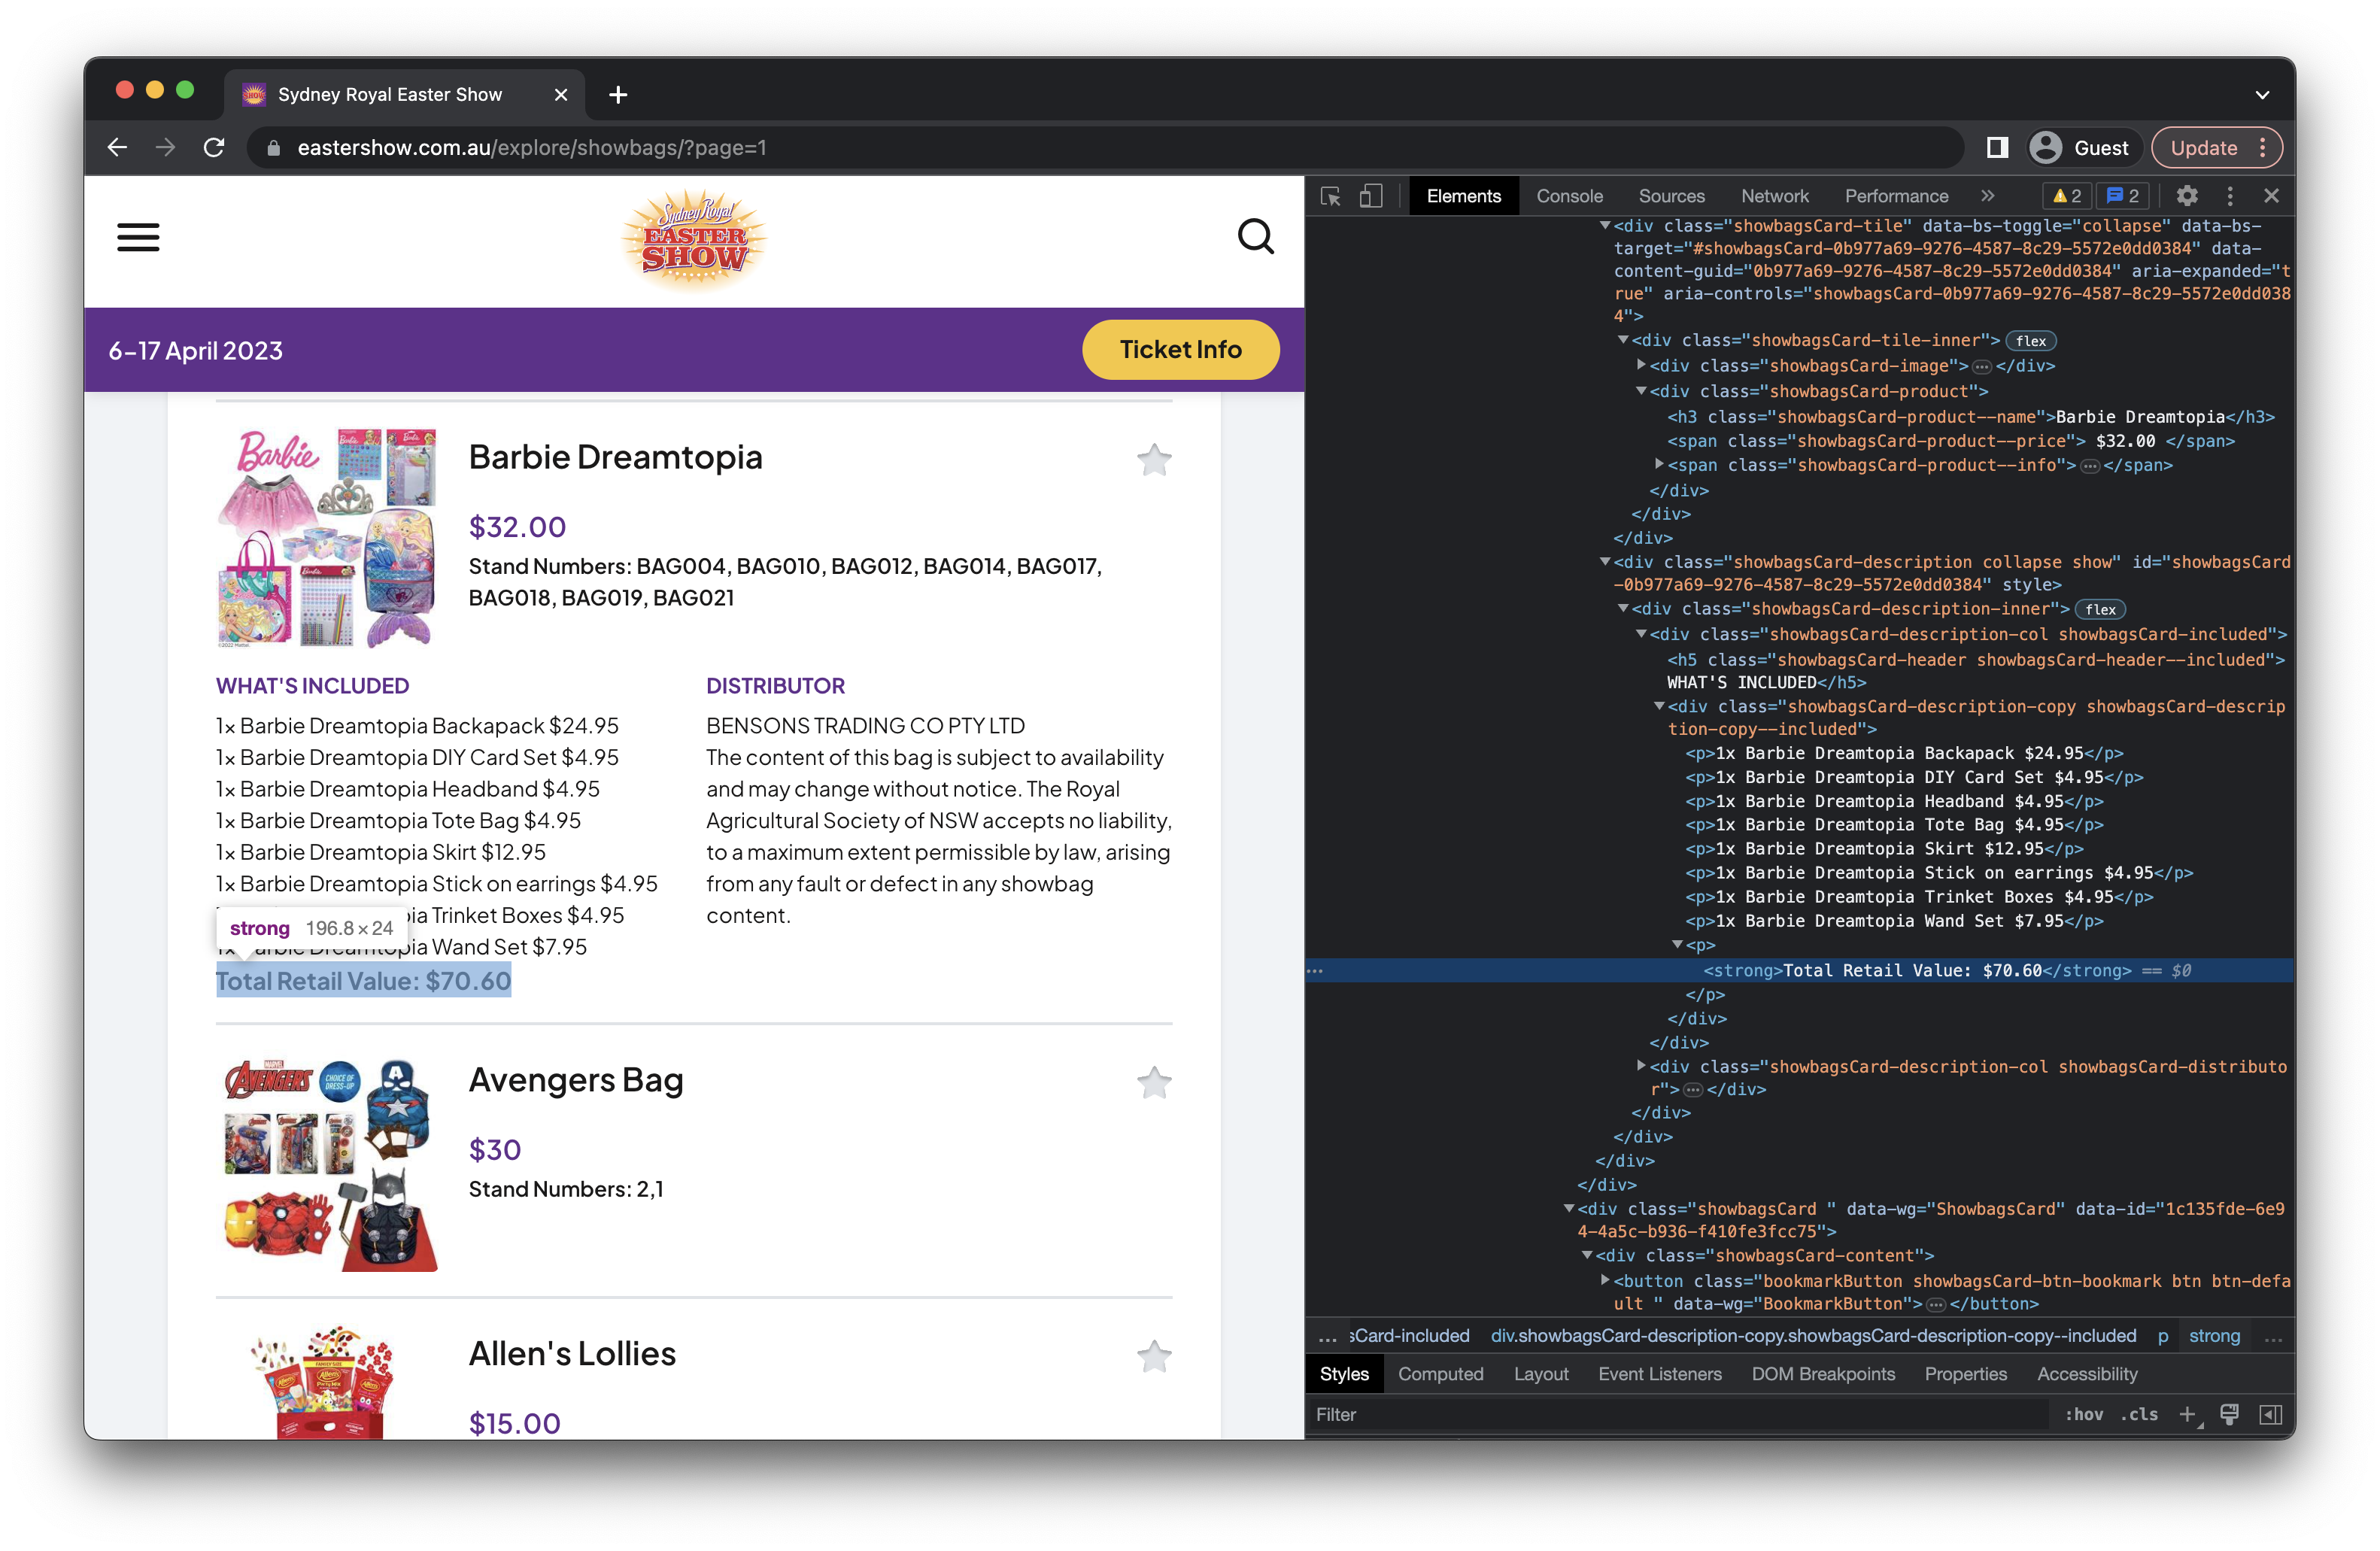 Sydney Royal Easter Show
eastershow.com.au/explore/showbags/?page=1
Guest
Update
Sydney Royal
EASTER
SHOW
6–17 April 2023
Ticket Info
Barbie
Barbie Dreamtopia
$32.00
Stand Numbers: BAG004, BAG010, BAG012, BAG014, BAG017,
BAG018, BAG019, BAG021
WHAT'S INCLUDED
1x Barbie Dreamtopia Backapack $24.95
1x Barbie Dreamtopia DIY Card Set $4.95
1x Barbie Dreamtopia Headband $4.95
1x Barbie Dreamtopia Tote Bag $4.95
1x Barbie Dreamtopia Skirt $12.95
1x Barbie Dreamtopia Stick on earrings $4.95
ia Trinket Boxes $4.95
1x Barbie Dreamtopia Wand Set $7.95
strong 196.8 × 24
Total Retail Value: $70.60
DISTRIBUTOR
BENSONS TRADING CO PTY LTD
The content of this bag is subject to availability
and may change without notice. The Royal
Agricultural Society of NSW accepts no liability,
to a maximum extent permissible by law, arising
from any fault or defect in any showbag
content.
MARVEL
AVENGERS
CHOICE OF
DRESS-UP
Avengers Bag
$30
Stand Numbers: 2,1
Allen's Lollies
$15.00
Elements
Console
Sources
Network
Performance
»
2
2
<div class="showbagsCard-tile" data-bs-toggle="collapse" data-bs-
target="#showbagsCard-0b977a69-9276-4587-8c29-5572e0dd0384" data-
content-guid="0b977a69-9276-4587-8c29-5572e0dd0384" aria-expanded="t
rue" aria-controls="showbagsCard-0b977a69-9276-4587-8c29-5572e0dd038
4">
<div class="showbagsCard-tile-inner"> flex
<div class="showbagsCard-image">…</div>
<div class="showbagsCard-product">
<h3 class="showbagsCard-product--name">Barbie Dreamtopia</h3>
<span class="showbagsCard-product--price"> $32.00 </span>
<span class="showbagsCard-product--info">…</span>
</div>
</div>
</div>
<div class="showbagsCard-description collapse show" id="showbagsCard
-0b977a69-9276-4587-8c29-5572e0dd0384" style>
<div class="showbagsCard-description-inner"> flex
<div class="showbagsCard-description-col showbagsCard-included">
<h5 class="showbagsCard-header showbagsCard-header--included">
WHAT'S INCLUDED</h5>
<div class="showbagsCard-description-copy showbagsCard-descrip
tion-copy--included">
<p>1x Barbie Dreamtopia Backapack $24.95</p>
<p>1x Barbie Dreamtopia DIY Card Set $4.95</p>
<p>1x Barbie Dreamtopia Headband $4.95</p>
<p>1x Barbie Dreamtopia Tote Bag $4.95</p>
<p>1x Barbie Dreamtopia Skirt $12.95</p>
<p>1x Barbie Dreamtopia Stick on earrings $4.95</p>
<p>1x Barbie Dreamtopia Trinket Boxes $4.95</p>
<p>1x Barbie Dreamtopia Wand Set $7.95</p>
<p>
<strong>Total Retail Value: $70.60</strong> == $0
</p>
</div>
</div>
<div class="showbagsCard-description-col showbagsCard-distributo
r">…</div>
</div>
</div>
</div>
</div>
<div class="showbagsCard " data-wg="ShowbagsCard" data-id="1c135fde-6e9
4-4a5c-b936-f410fe3fcc75">
<div class="showbagsCard-content">
<button class="bookmarkButton showbagsCard-btn-bookmark btn btn-defa
ult " data-wg="BookmarkButton">…</button>
… sCard-included div.showbagsCard-description-copy.showbagsCard-description-copy--included p strong …
Styles
Computed
Layout
Event Listeners
DOM Breakpoints
Properties
Accessibility
Filter
:hov .cls